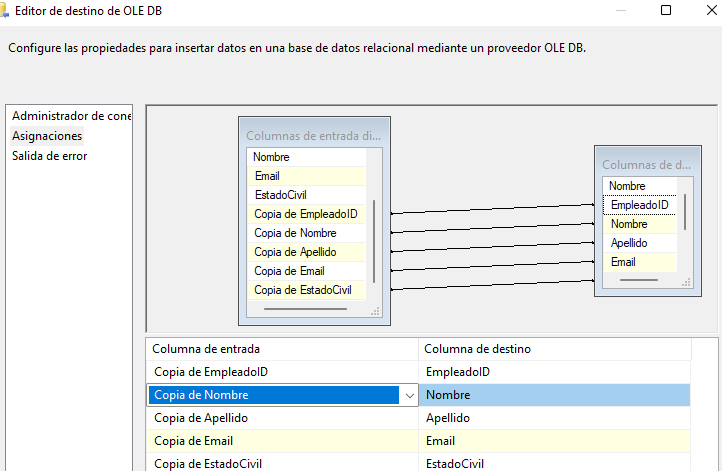 Editor de destino de OLE DB
Configure las propiedades para insertar datos en una base de datos relacional mediante un proveedor OLE DB.
Administrador de cone
Asignaciones
Salida de error
Columnas de entrada di...
Nombre
Email
EstadoCivil
Copia de EmpleadoID
Copia de Nombre
Copia de Apellido
Copia de Email
Copia de EstadoCivil
Columnas de d...
Nombre
EmpleadoID
Nombre
Apellido
Email
Columna de entrada Columna de destino
Copia de EmpleadoID EmpleadoID
Copia de Nombre Nombre
Copia de Apellido Apellido
Copia de Email Email
Copia de EstadoCivil EstadoCivil